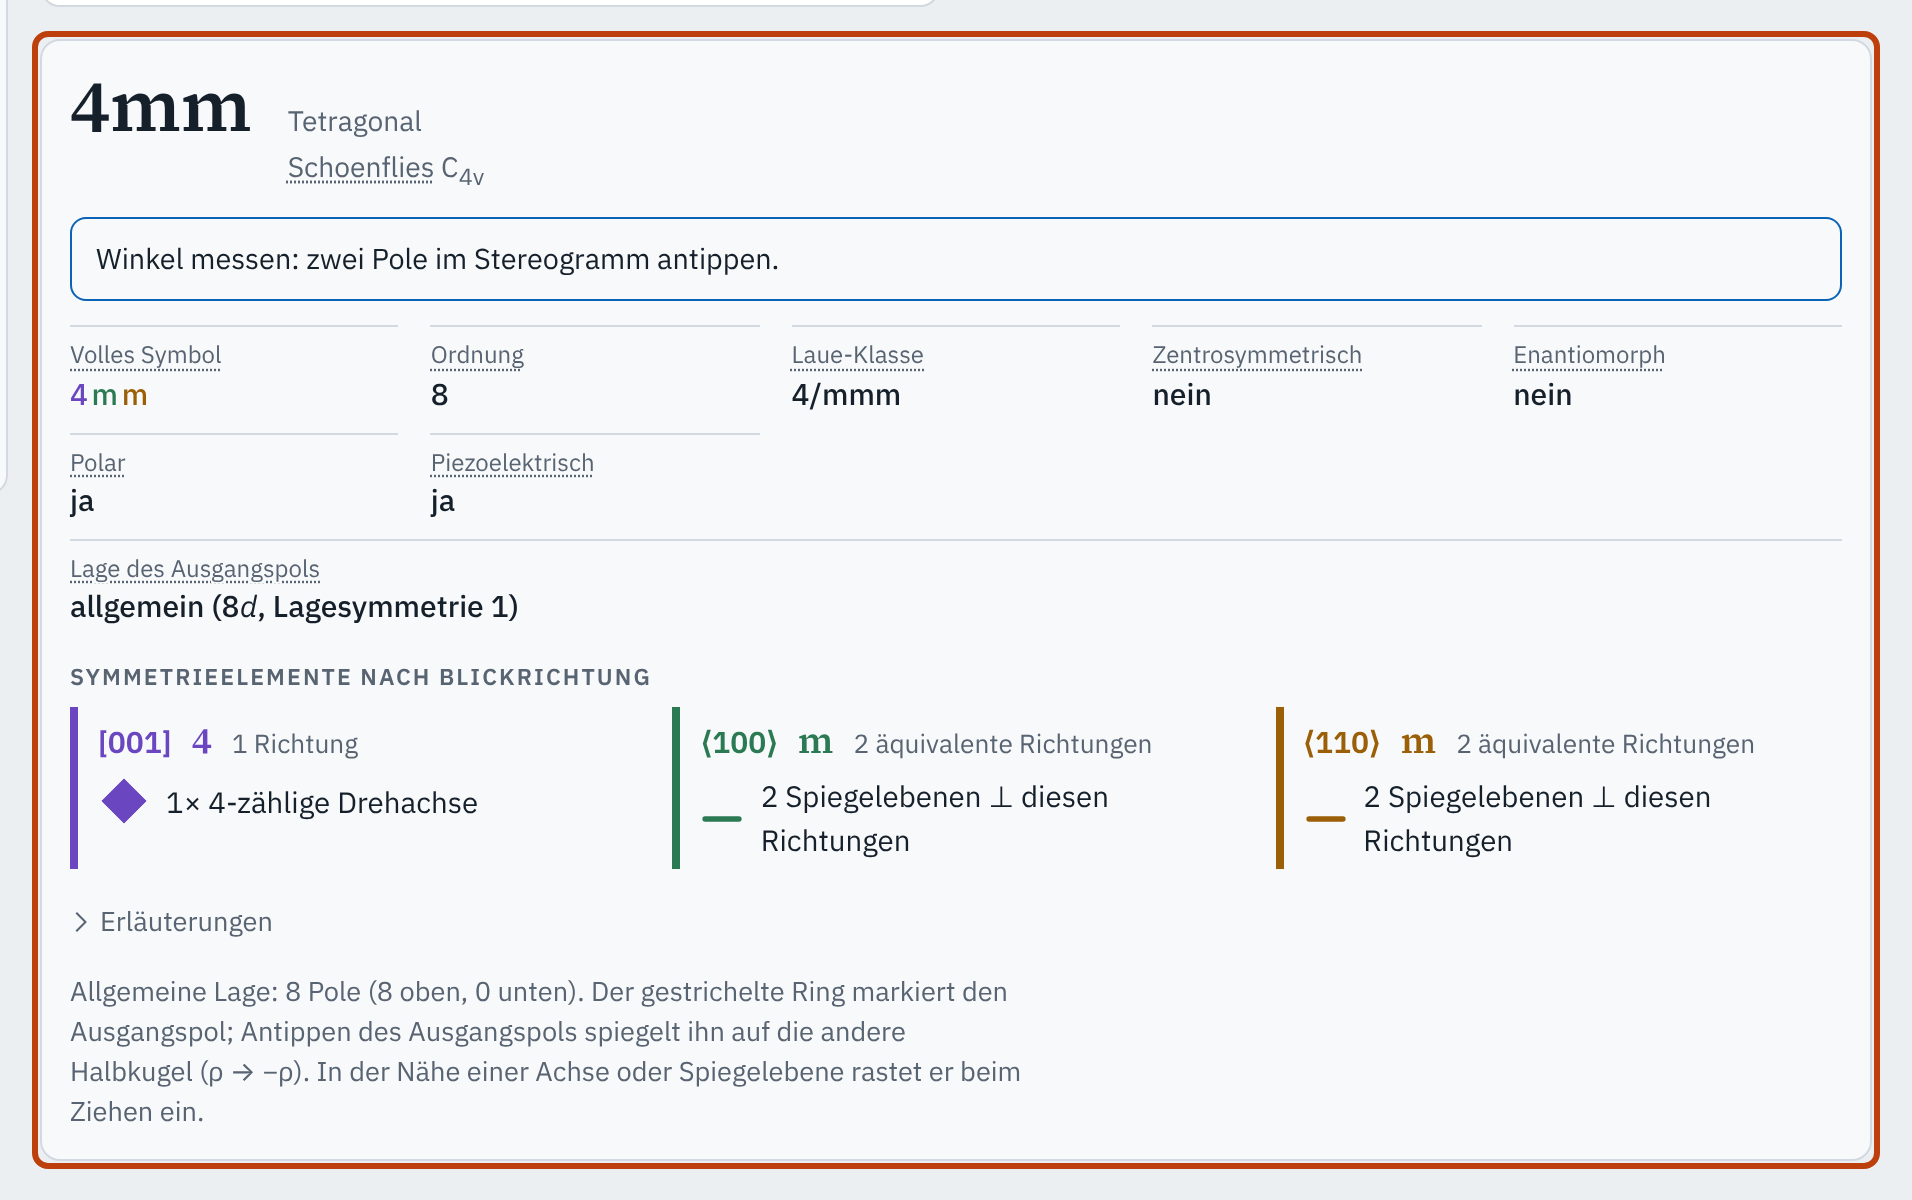 4mm
Tetragonal
Schoenflies C4v
Winkel messen: zwei Pole im Stereogramm antippen.
Volles Symbol
4 m m
Ordnung
8
Laue-Klasse
4/mmm
Zentrosymmetrisch
nein
Enantiomorph
nein
Polar
ja
Piezoelektrisch
ja
Lage des Ausgangspols
allgemein (8d, Lagesymmetrie 1)
SYMMETRIEELEMENTE NACH BLICKRICHTUNG
[001] 4 1 Richtung
1× 4-zählige Drehachse
⟨100⟩ m 2 äquivalente Richtungen
2 Spiegelebenen ⊥ diesen
Richtungen
⟨110⟩ m 2 äquivalente Richtungen
2 Spiegelebenen ⊥ diesen
Richtungen
Erläuterungen
Allgemeine Lage: 8 Pole (8 oben, 0 unten). Der gestrichelte Ring markiert den
Ausgangspol; Antippen des Ausgangspols spiegelt ihn auf die andere
Halbkugel (ρ → −ρ). In der Nähe einer Achse oder Spiegelebene rastet er beim
Ziehen ein.